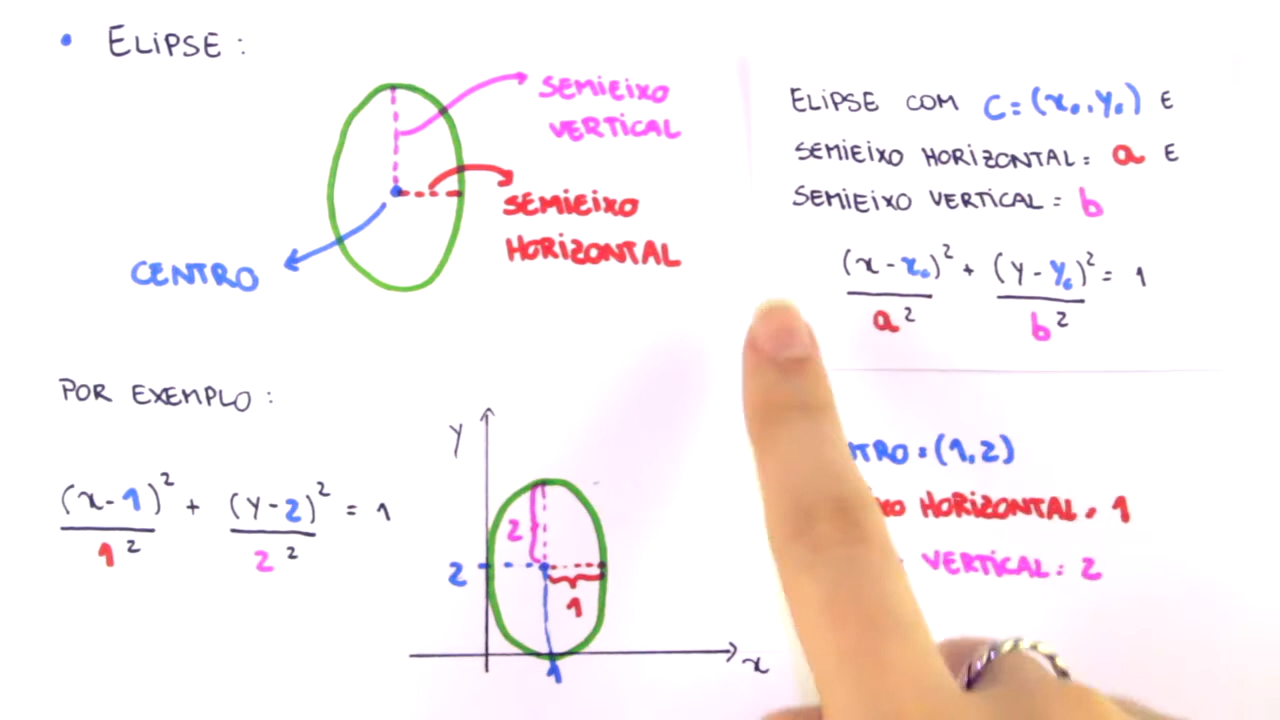 • ELIPSE:
SEMIEIXO
VERTICAL
SEMIEIXO
HORIZONTAL
CENTRO
ELIPSE COM C=(x₀,y₀) E
SEMIEIXO HORIZONTAL= a E
SEMIEIXO VERTICAL= b
(x-x₀)²/a² + (y-y₀)²/b² = 1
POR EXEMPLO:
(x-1)²/1² + (y-2)²/2² = 1
y
2
2
1
1
x
=(1,2)
HORIZONTAL= 1
VERTICAL= 2